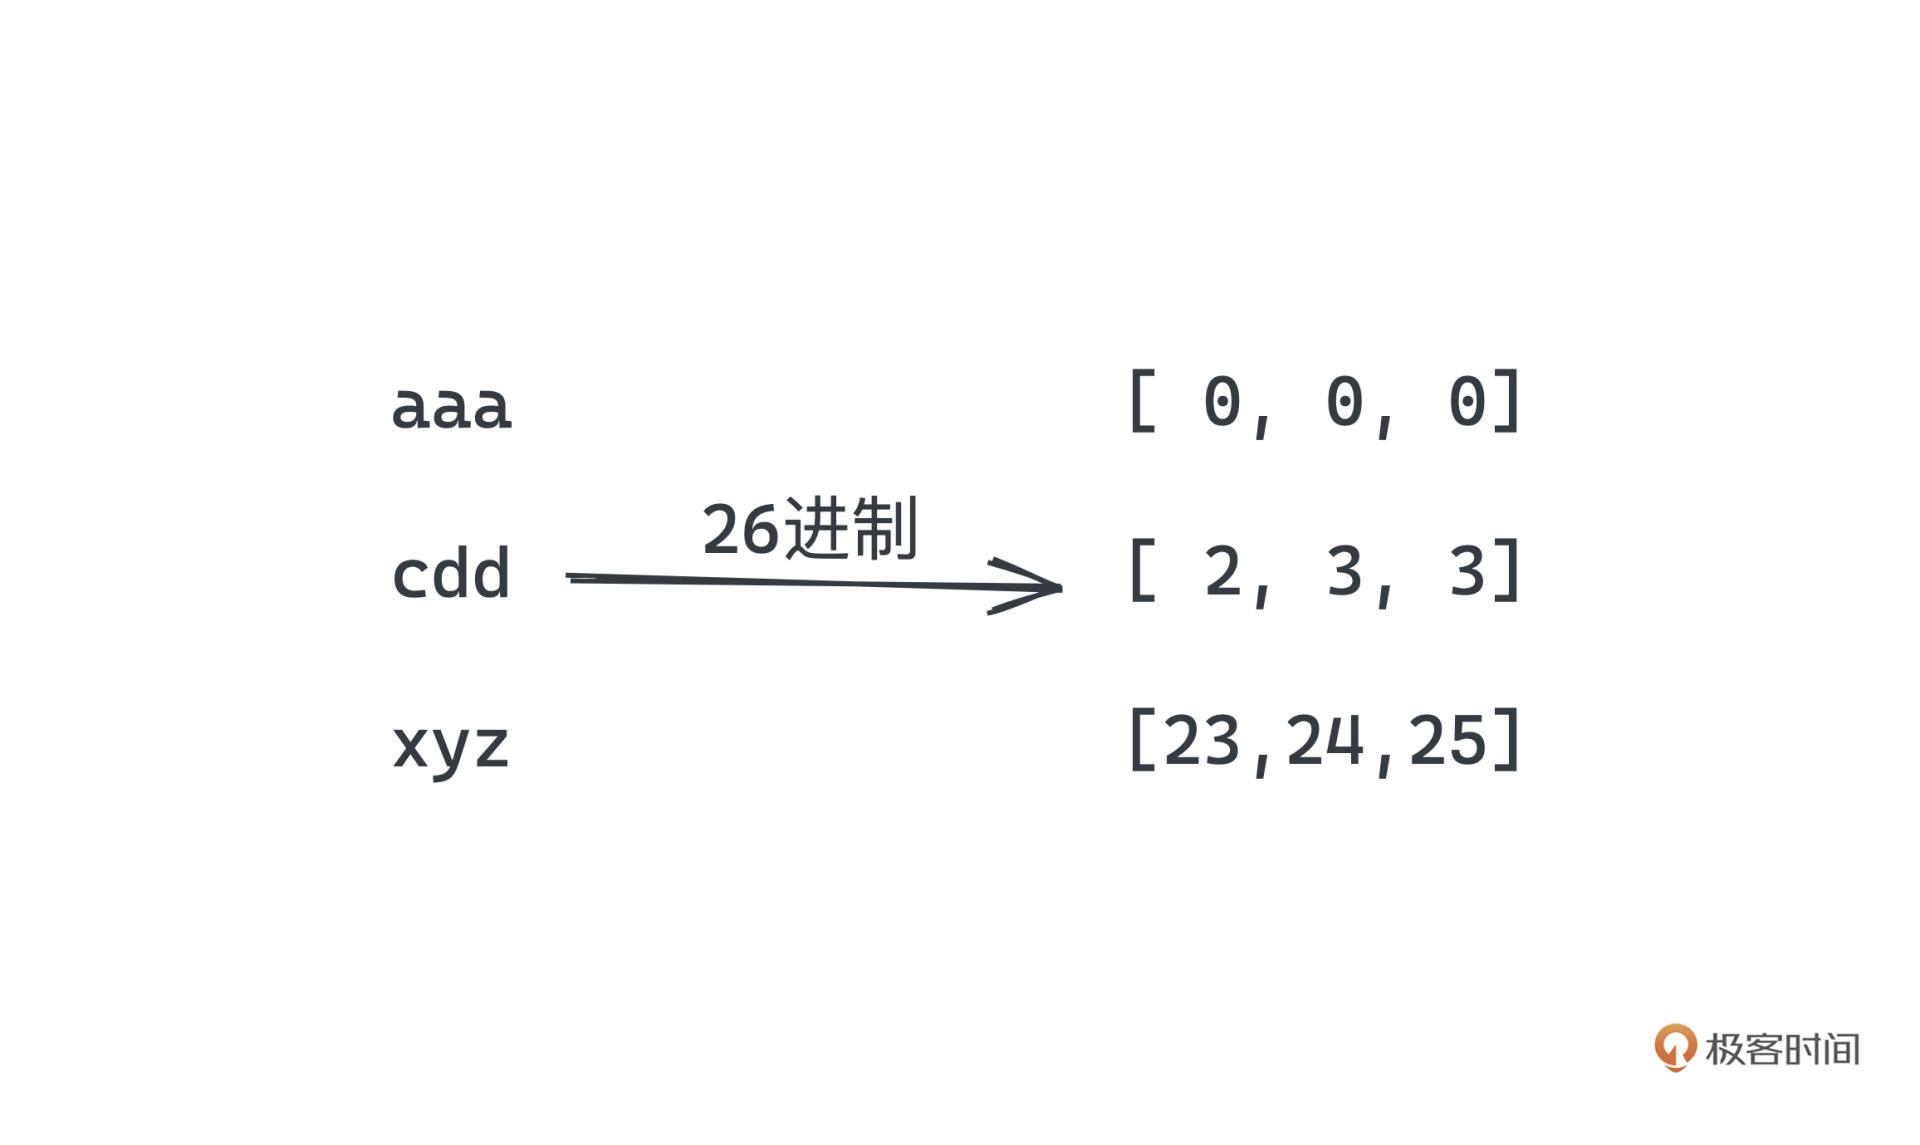 aaa [ 0, 0, 0]
26进制
cdd [ 2, 3, 3]
xyz [23,24,25]
极客时间